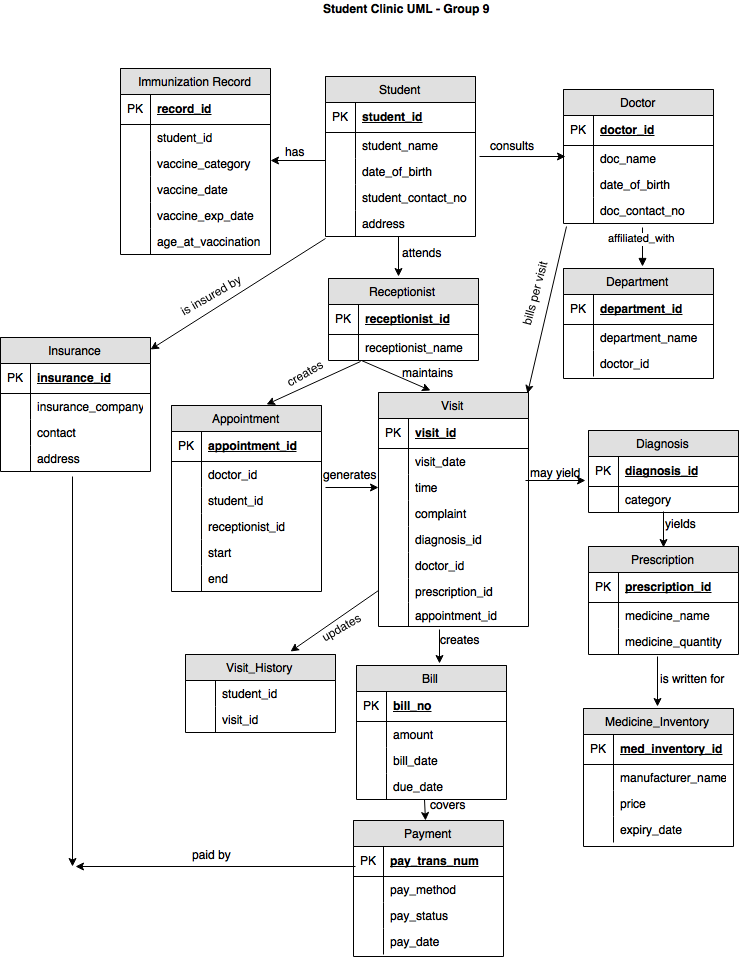 Student Clinic UML - Group 9
Immunization Record
PK record_id
student_id
vaccine_category
vaccine_date
vaccine_exp_date
age_at_vaccination
has
Student
PK student_id
student_name
date_of_birth
student_contact_no
address
consults
Doctor
PK doctor_id
doc_name
date_of_birth
doc_contact_no
affiliated_with
attends
is insured by
bills per visit
Department
PK department_id
department_name
doctor_id
Receptionist
PK receptionist_id
receptionist_name
Insurance
PK insurance_id
insurance_company
contact
address
creates
maintains
Appointment
PK appointment_id
doctor_id
student_id
receptionist_id
start
end
generates
Visit
PK visit_id
visit_date
time
complaint
diagnosis_id
doctor_id
prescription_id
appointment_id
may yield
Diagnosis
PK diagnosis_id
category
yields
Prescription
PK prescription_id
medicine_name
medicine_quantity
is written for
updates
creates
Visit_History
student_id
visit_id
Bill
PK bill_no
amount
bill_date
due_date
covers
Medicine_Inventory
PK med_inventory_id
manufacturer_name
price
expiry_date
paid by
Payment
PK pay_trans_num
pay_method
pay_status
pay_date